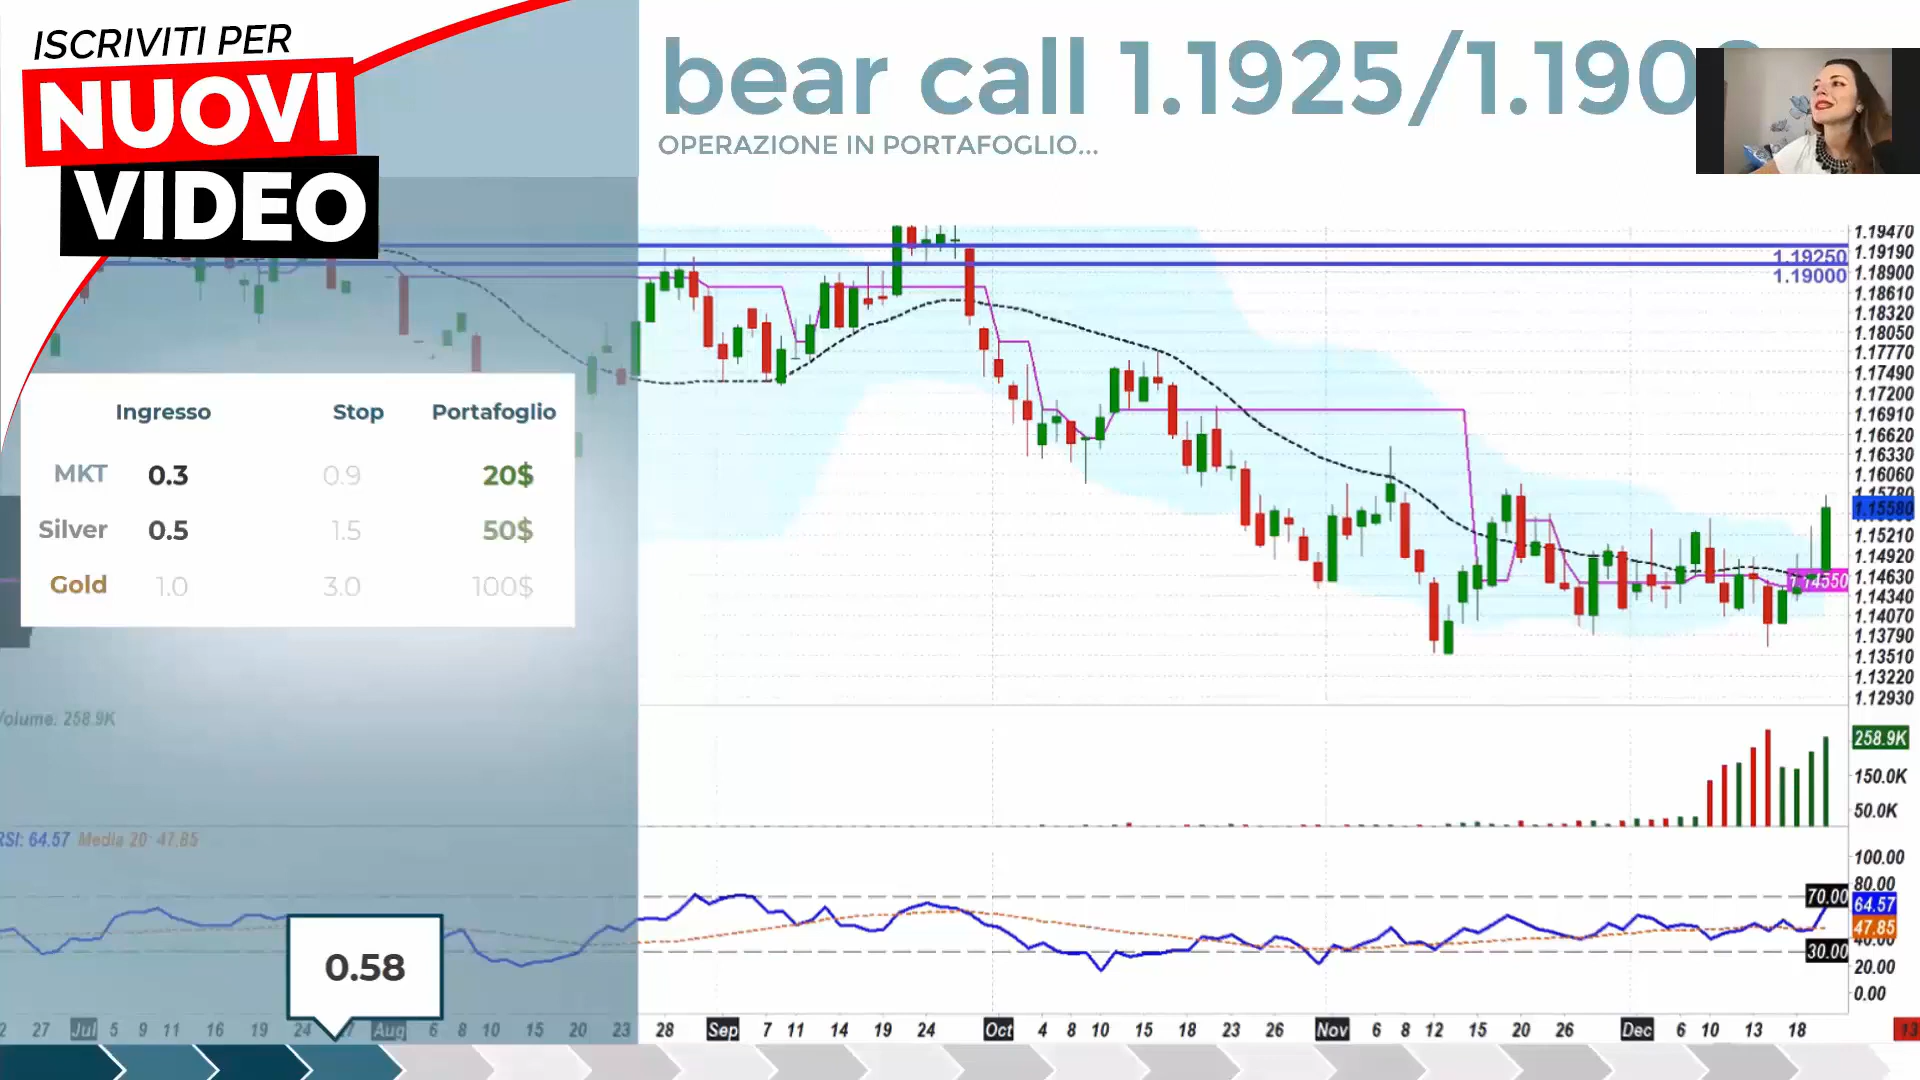 ISCRIVITI PER
NUOVI
VIDEO
bear call 1.1925/1.190
OPERAZIONE IN PORTAFOGLIO...
Ingresso Stop Portafoglio
MKT 0.3 0.9 20$
Silver 0.5 1.5 50$
Gold 1.0 3.0 100$
1.19250
1.19000
1.19470
1.19190
1.18900
1.18610
1.18320
1.18050
1.17770
1.17490
1.17200
1.16910
1.16620
1.16330
1.16060
1.15780
1.15580
1.15210
1.14920
1.14630
1.14550
1.14340
1.14070
1.13790
1.13510
1.13220
1.12930
Volume: 258.9K
258.9K
150.0K
50.0K
RSI: 64.57 Media 20: 47.85
100.00
80.00
70.00
64.57
47.85
40.00
30.00
20.00
0.00
0.58
2 27 Jul 5 9 11 16 19 24 27 Aug 6 8 10 15 20 23 28 Sep 7 11 14 19 24 Oct 4 8 10 15 18 23 26 Nov 6 8 12 15 20 26 Dec 6 10 13 18 13